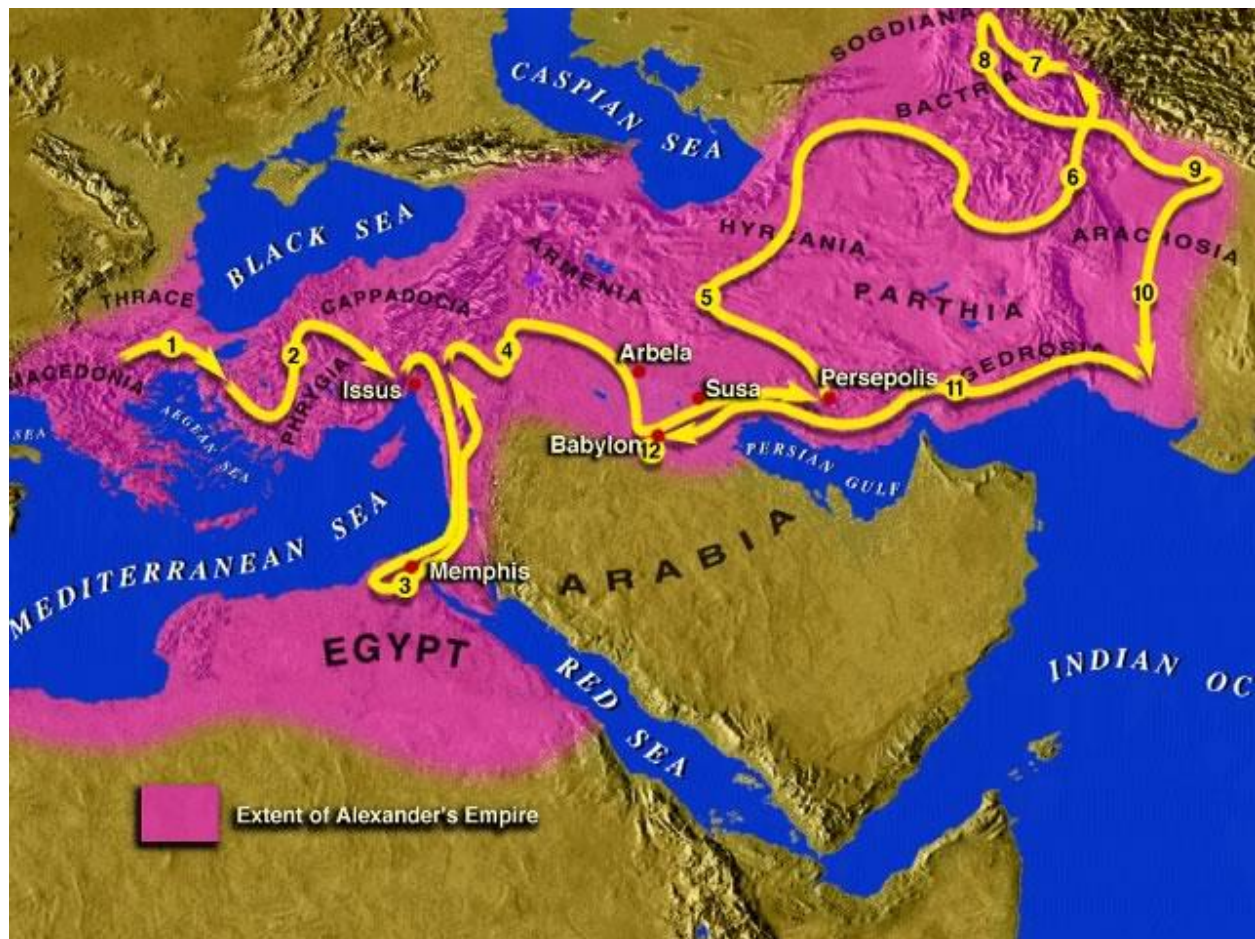 SOGDIANA
8
7
CASPIAN SEA
BACTRIA
9
6
BLACK SEA
HYRCANIA
ARACHOSIA
ARMENIA
THRACE
CAPPADOCIA
5
PARTHIA
10
1
2
4
Arbela
GEDROSIA
MACEDONIA
Issus
Susa
Persepolis
11
PHRYGIA
AEGEAN SEA
SEA
Babylon
12
PERSIAN GULF
MEDITERRANEAN SEA
Memphis
3
ARABIA
EGYPT
RED SEA
INDIAN OC
Extent of Alexander's Empire